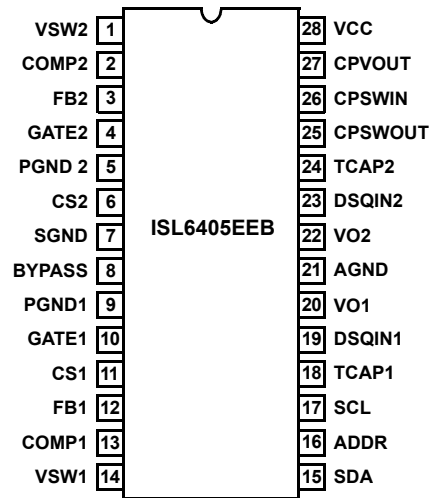 VSW2 1 28 VCC
COMP2 2 27 CPVOUT
FB2 3 26 CPSWIN
GATE2 4 25 CPSWOUT
PGND 2 5 24 TCAP2
CS2 6 23 DSQIN2
SGND 7 ISL6405EEB 22 VO2
BYPASS 8 21 AGND
PGND1 9 20 VO1
GATE1 10 19 DSQIN1
CS1 11 18 TCAP1
FB1 12 17 SCL
COMP1 13 16 ADDR
VSW1 14 15 SDA